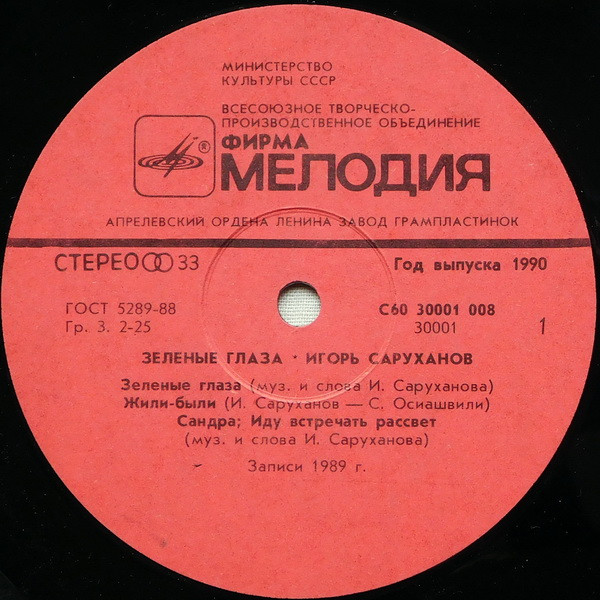 МИНИСТЕРСТВО
КУЛЬТУРЫ СССР
ВСЕСОЮЗНОЕ ТВОРЧЕСКО-
ПРОИЗВОДСТВЕННОЕ ОБЪЕДИНЕНИЕ
ФИРМА
®
МЕЛОДИЯ
АПРЕЛЕВСКИЙ ОРДЕНА ЛЕНИНА ЗАВОД ГРАМПЛАСТИНОК
СТЕРЕО 33
Год выпуска 1990
ГОСТ 5289-88
Гр. 3. 2-25
С60 30001 008
30001
1
ЗЕЛЕНЫЕ ГЛАЗА · ИГОРЬ САРУХАНОВ
Зеленые глаза (муз. и слова И. Саруханова)
Жили-были (И. Саруханов — С. Осиашвили)
Сандра; Иду встречать рассвет
(муз. и слова И. Саруханова)
Записи 1989 г.